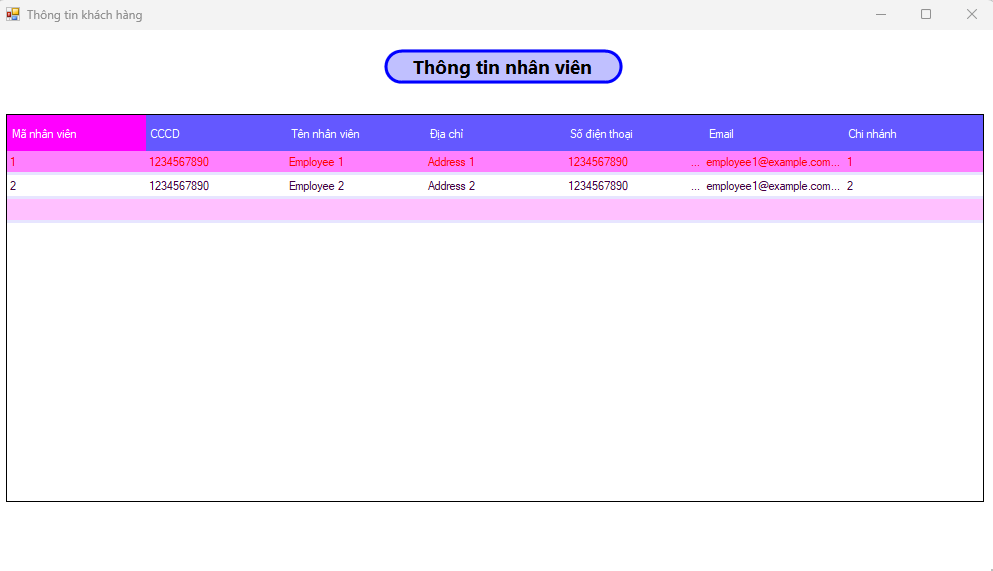 Thông tin khách hàng
Thông tin nhân viên
Mã nhân viên CCCD Tên nhân viên Địa chỉ Số điện thoại Email Chi nhánh
1 1234567890 Employee 1 Address 1 1234567890 ... employee1@example.com... 1
2 1234567890 Employee 2 Address 2 1234567890 ... employee1@example.com... 2